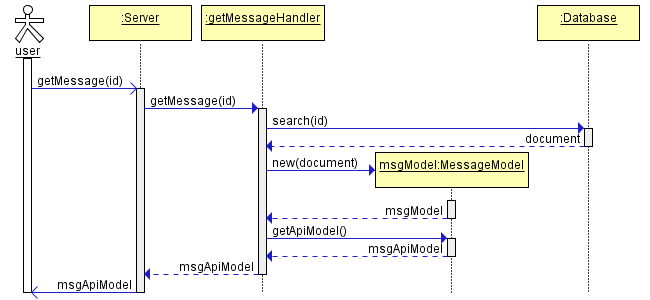 :Server
:getMessageHandler
:Database
user
getMessage(id)
getMessage(id)
search(id)
document
new(document)
msgModel:MessageModel
msgModel
getApiModel()
msgApiModel
msgApiModel
msgApiModel